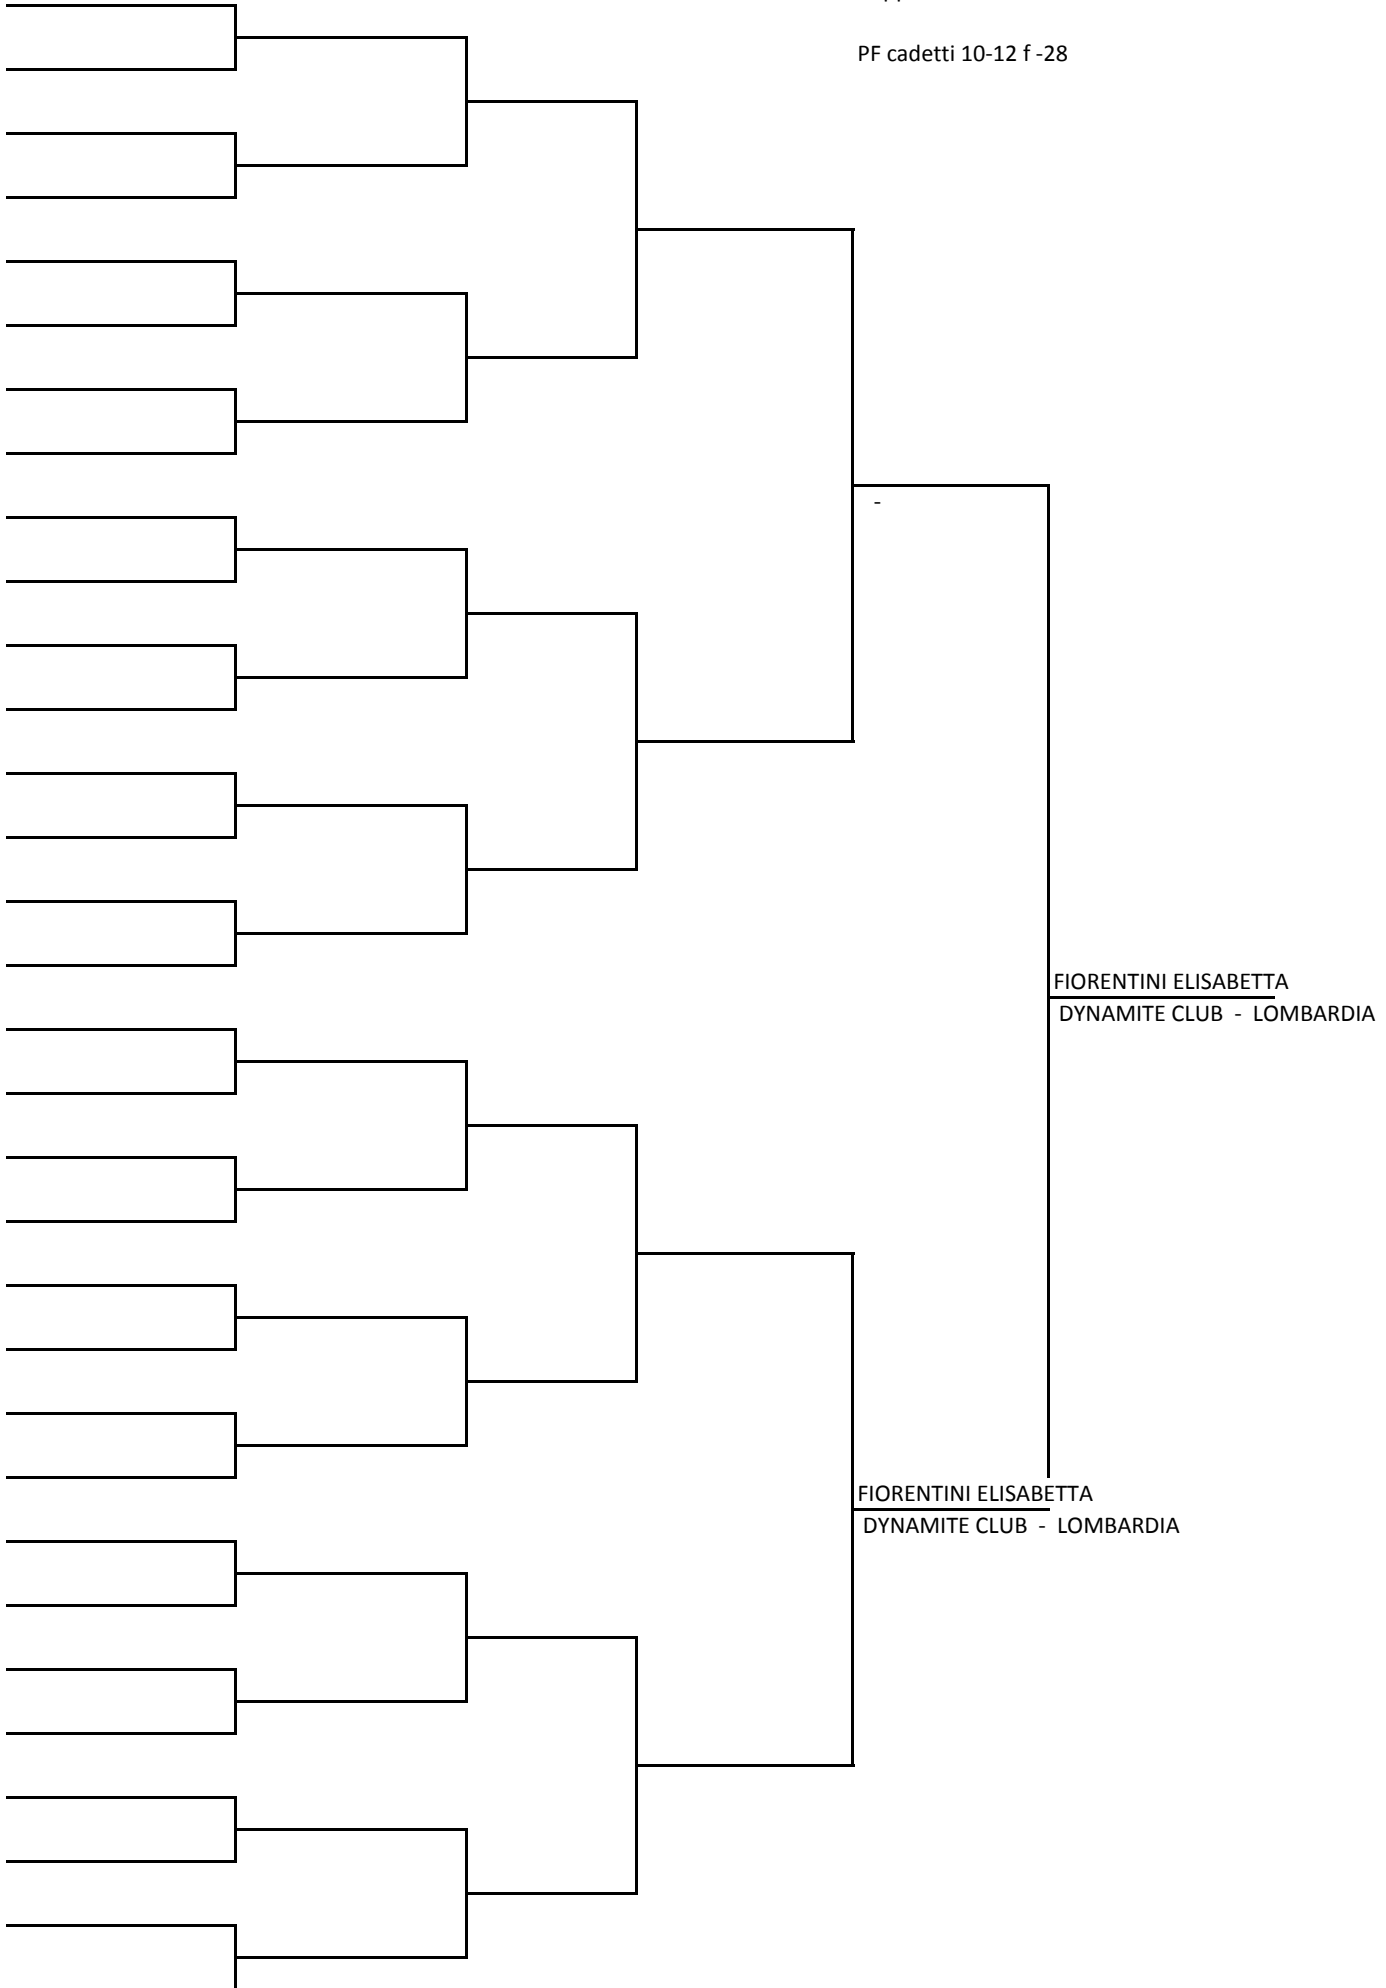 PF cadetti 10-12 f -28
-
FIORENTINI ELISABETTA
DYNAMITE CLUB - LOMBARDIA
FIORENTINI ELISABETTA
DYNAMITE CLUB - LOMBARDIA